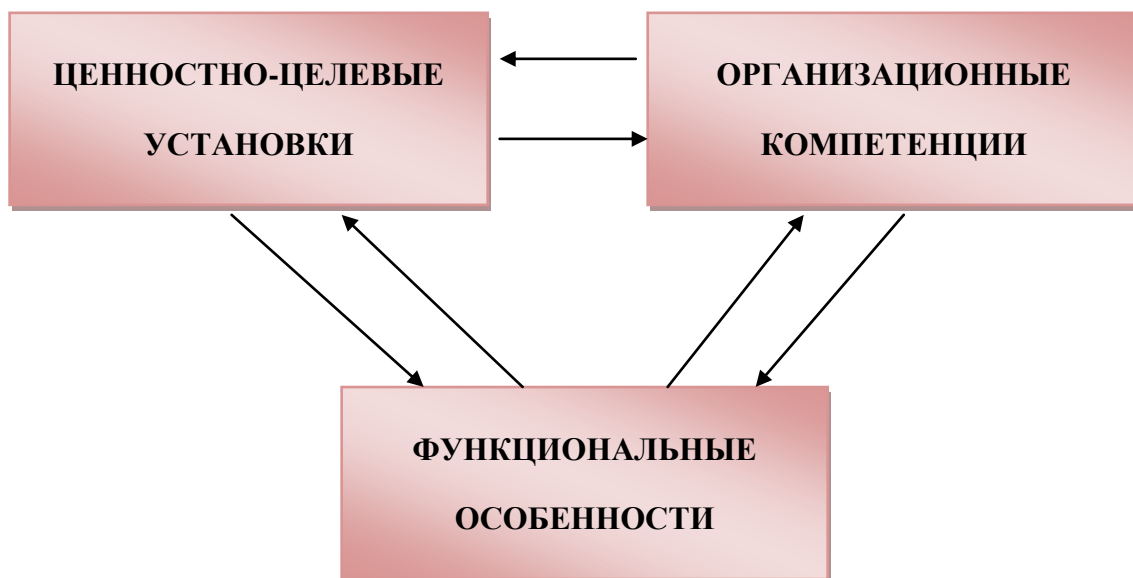 ЦЕННОСТНО-ЦЕЛЕВЫЕ
УСТАНОВКИ
ОРГАНИЗАЦИОННЫЕ
КОМПЕТЕНЦИИ
ФУНКЦИОНАЛЬНЫЕ
ОСОБЕННОСТИ